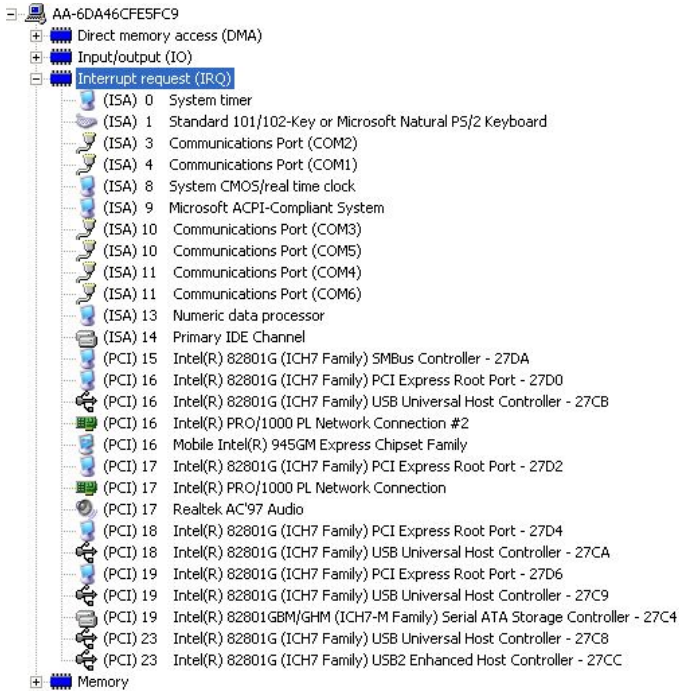 AA-6DA46CFE5FC9
Direct memory access (DMA)
Input/output (IO)
Interrupt request (IRQ)
(ISA) 0 System timer
(ISA) 1 Standard 101/102-Key or Microsoft Natural PS/2 Keyboard
(ISA) 3 Communications Port (COM2)
(ISA) 4 Communications Port (COM1)
(ISA) 8 System CMOS/real time clock
(ISA) 9 Microsoft ACPI-Compliant System
(ISA) 10 Communications Port (COM3)
(ISA) 10 Communications Port (COM5)
(ISA) 11 Communications Port (COM4)
(ISA) 11 Communications Port (COM6)
(ISA) 13 Numeric data processor
(ISA) 14 Primary IDE Channel
(PCI) 15 Intel(R) 82801G (ICH7 Family) SMBus Controller - 27DA
(PCI) 16 Intel(R) 82801G (ICH7 Family) PCI Express Root Port - 27D0
(PCI) 16 Intel(R) 82801G (ICH7 Family) USB Universal Host Controller - 27CB
(PCI) 16 Intel(R) PRO/1000 PL Network Connection #2
(PCI) 16 Mobile Intel(R) 945GM Express Chipset Family
(PCI) 17 Intel(R) 82801G (ICH7 Family) PCI Express Root Port - 27D2
(PCI) 17 Intel(R) PRO/1000 PL Network Connection
(PCI) 17 Realtek AC'97 Audio
(PCI) 18 Intel(R) 82801G (ICH7 Family) PCI Express Root Port - 27D4
(PCI) 18 Intel(R) 82801G (ICH7 Family) USB Universal Host Controller - 27CA
(PCI) 19 Intel(R) 82801G (ICH7 Family) PCI Express Root Port - 27D6
(PCI) 19 Intel(R) 82801G (ICH7 Family) USB Universal Host Controller - 27C9
(PCI) 19 Intel(R) 82801GBM/GHM (ICH7-M Family) Serial ATA Storage Controller - 27C4
(PCI) 23 Intel(R) 82801G (ICH7 Family) USB Universal Host Controller - 27C8
(PCI) 23 Intel(R) 82801G (ICH7 Family) USB2 Enhanced Host Controller - 27CC
Memory